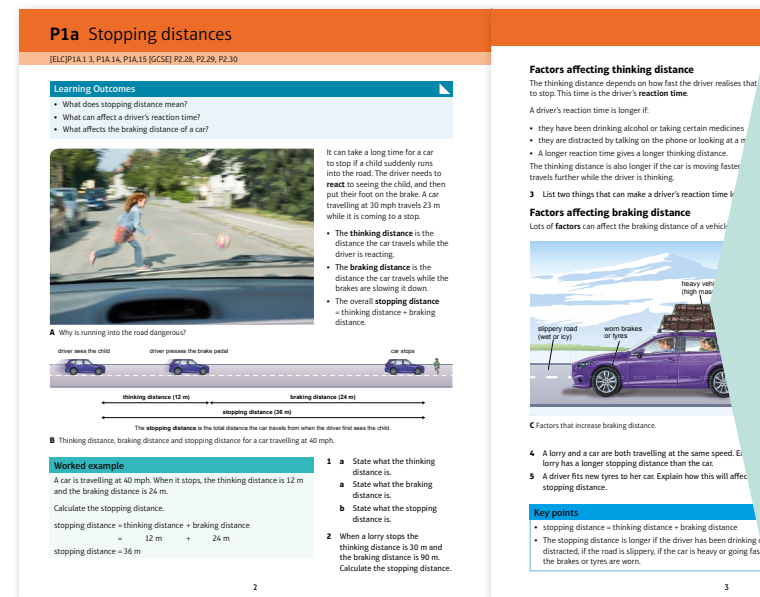 P1a Stopping distances
[ELC]P1A.1 3, P1A.14, P1A,15 [GCSE] P2.28, P2.29, P2.30
Learning Outcomes
• What does stopping distance mean?
• What can affect a driver's reaction time?
• What affects the braking distance of a car?
It can take a long time for a car
to stop if a child suddenly runs
into the road. The driver needs to
react to seeing the child, and then
put their foot on the brake. A car
travelling at 30 mph travels 23 m
while it is coming to a stop.
• The thinking distance is the
distance the car travels while the
driver is reacting.
• The braking distance is the
distance the car travels while the
brakes are slowing it down.
• The overall stopping distance
= thinking distance + braking
distance.
A Why is running into the road dangerous?
driver sees the child
driver presses the brake pedal
car stops
thinking distance (12 m)
braking distance (24 m)
stopping distance (36 m)
The stopping distance is the total distance the car travels from when the driver first sees the child.
B Thinking distance, braking distance and stopping distance for a car travelling at 40 mph.
Worked example
A car is travelling at 40 mph. When it stops, the thinking distance is 12 m
and the braking distance is 24 m.
Calculate the stopping distance.
stopping distance = thinking distance + braking distance
= 12 m + 24 m
stopping distance = 36 m
1 a State what the thinking
distance is.
a State what the braking
distance is.
b State what the stopping
distance is.
2 When a lorry stops the
thinking distance is 30 m and
the braking distance is 90 m.
Calculate the stopping distance.
2
Factors affecting thinking distance
The thinking distance depends on how fast the driver realises that
to stop. This time is the driver's reaction time.
A driver's reaction time is longer if:
• they have been drinking alcohol or taking certain medicines
• they are distracted by talking on the phone or looking at a
• A longer reaction time gives a longer thinking distance.
The thinking distance is also longer if the car is moving faster
travels further while the driver is thinking.
3 List two things that can make a driver's reaction time
Factors affecting braking distance
Lots of factors can affect the braking distance of a
heavy
(high
slippery road
(wet or icy)
worn brakes
or tyres
C Factors that increase braking distance.
4 A lorry and a car are both travelling at the same speed.
lorry has a longer stopping distance than the car.
5 A driver fits new tyres to her car. Explain how this will
stopping distance.
Key points
• stopping distance = thinking distance + braking distance
• The stopping distance is longer if the driver has been drinking
distracted, if the road is slippery, if the car is heavy or going
the brakes or tyres are worn.
3